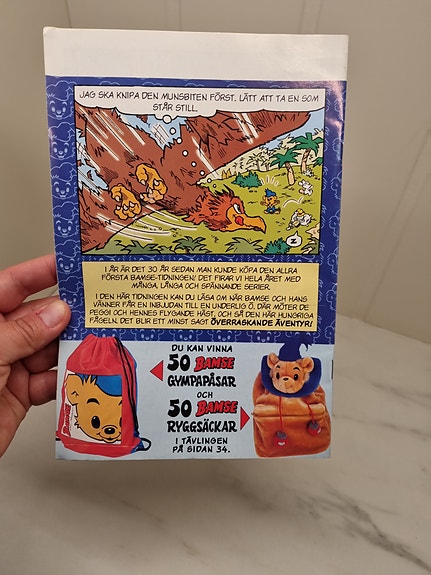 JAG SKA KNIPA DEN MUNSBITEN FÖRST. LÄTT ATT TA EN SOM
STÅR STILL.
Z
I ÅR ÄR DET 30 ÅR SEDAN MAN KUNDE KÖPA DEN ALLRA
FÖRSTA BAMSE-TIDNINGEN! DET FIRAR VI HELA ÅRET MED
MÅNGA, LÅNGA OCH SPÄNNANDE SERIER.
I DEN HÄR TIDNINGEN KAN DU LÄSA OM NÄR BAMSE OCH HANS
VÄNNER FÅR EN INBJUDAN TILL EN UNDERLIG Ö. DÄR MÖTER DE
PEGGI OCH HENNES FLYGANDE HÄST, OCH SÅ DEN HÄR HUNGRIGA
FÅGELN. DET BLIR ETT MINST SAGT ÖVERRASKANDE ÄVENTYR!
DU KAN VINNA
50 BAMSE
GYMPAPÅSAR
OCH
50 BAMSE
RYGGSÄCKAR
I TÄVLINGEN
PÅ SIDAN 34.